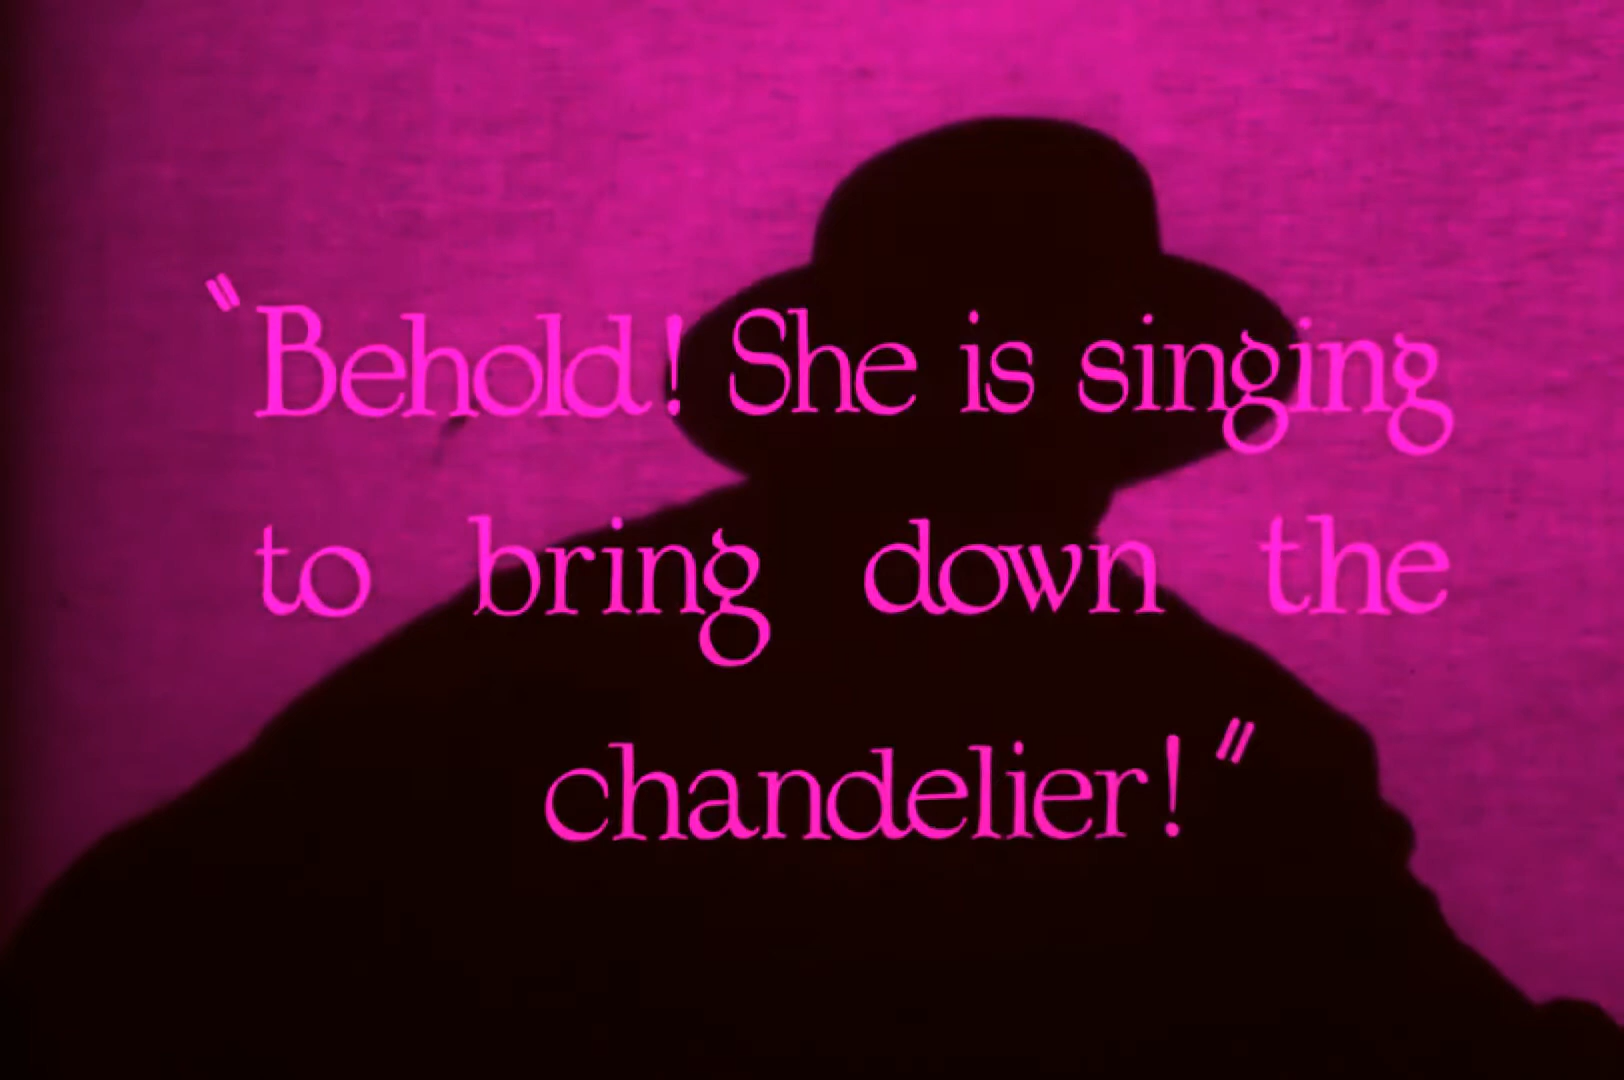 "Behold! She is singing
to bring down the
chandelier!"